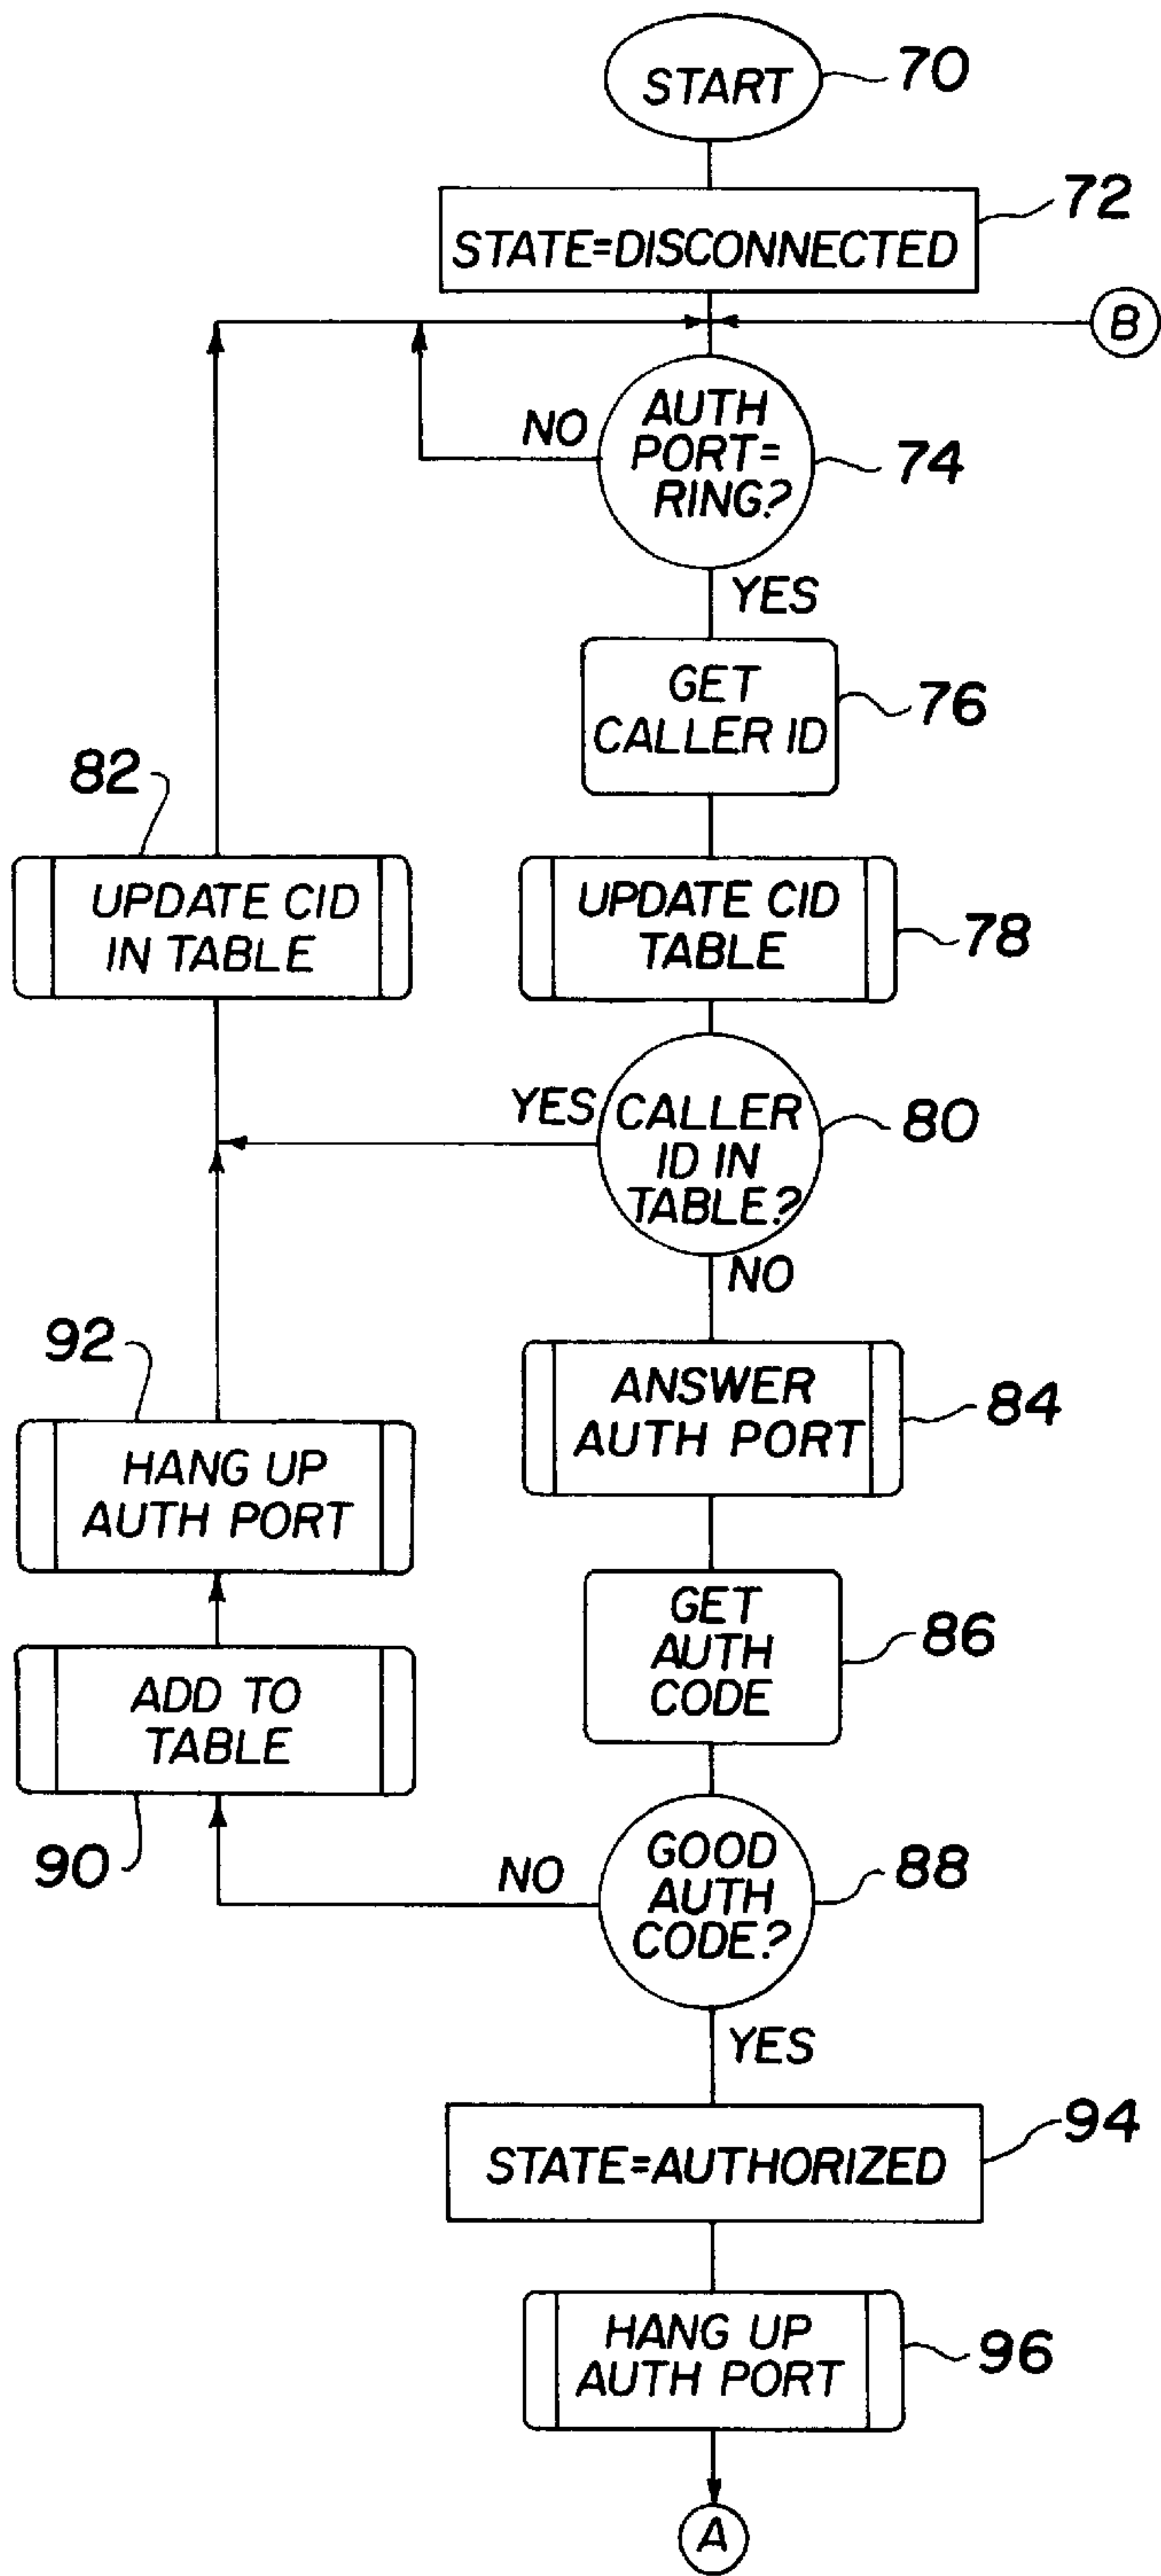 START
70
72
STATE=DISCONNECTED
B
AUTH
PORT=
RING?
NO
74
YES
GET
CALLER ID
76
82
UPDATE CID
IN TABLE
UPDATE CID
TABLE
78
YES
CALLER
ID IN
TABLE?
80
NO
92
HANG UP
AUTH PORT
ANSWER
AUTH PORT
84
GET
AUTH
CODE
86
ADD TO
TABLE
90
NO
GOOD
AUTH
CODE?
88
YES
94
STATE=AUTHORIZED
HANG UP
AUTH PORT
96
A